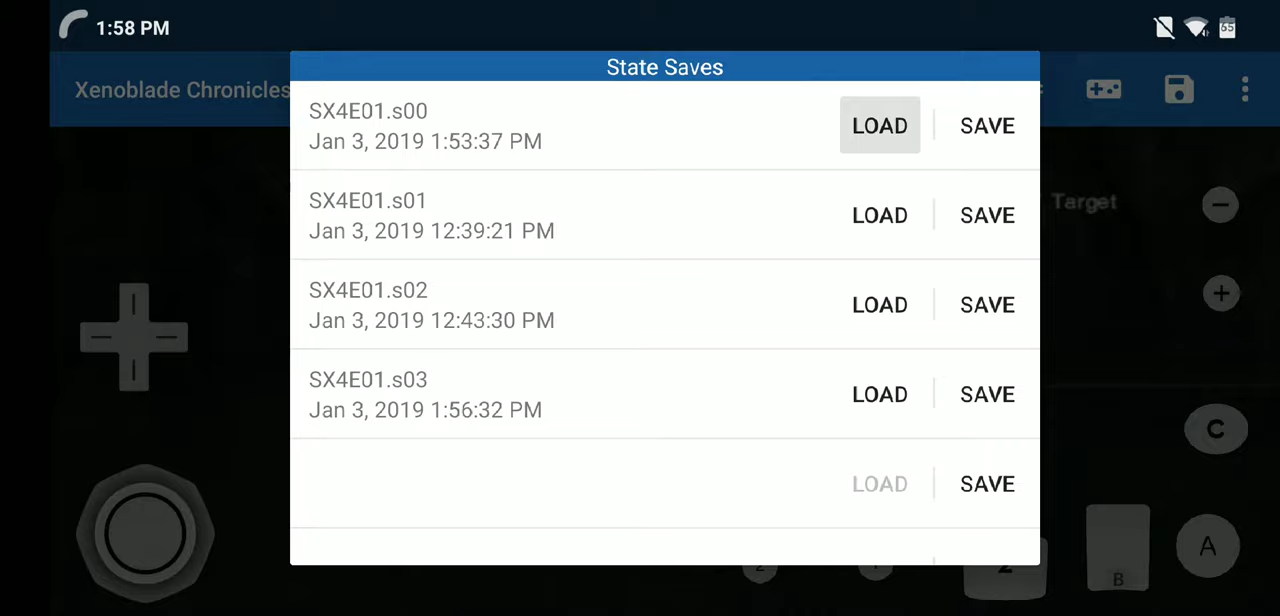 1:58 PM
65
State Saves
Xenoblade Chronicles
SX4E01.s00
Jan 3, 2019 1:53:37 PM
LOAD
SAVE
SX4E01.s01
Jan 3, 2019 12:39:21 PM
LOAD
SAVE
Target
SX4E01.s02
Jan 3, 2019 12:43:30 PM
LOAD
SAVE
SX4E01.s03
Jan 3, 2019 1:56:32 PM
LOAD
SAVE
C
LOAD
SAVE
A
B